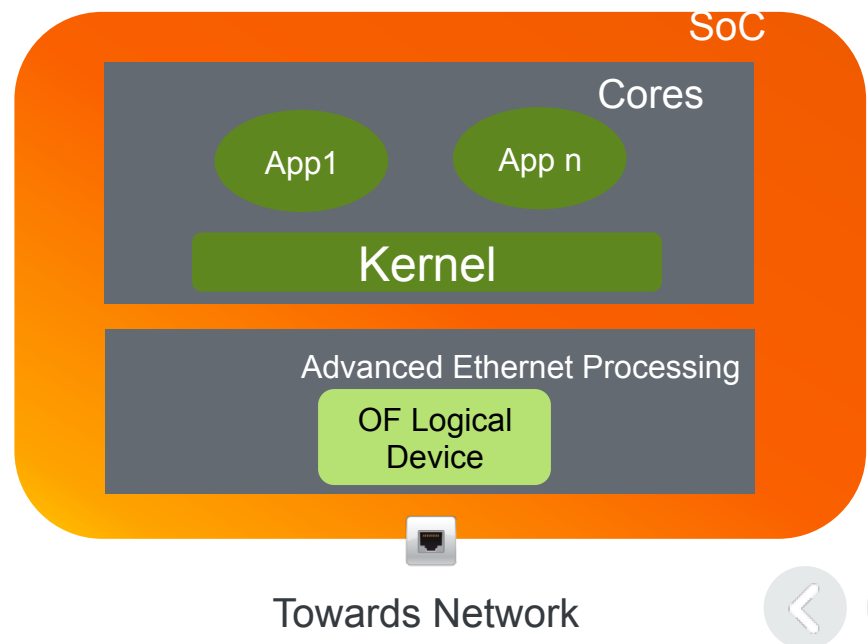 SoC
Cores
App1
App n
Kernel
Advanced Ethernet Processing
OF Logical
Device
Towards Network